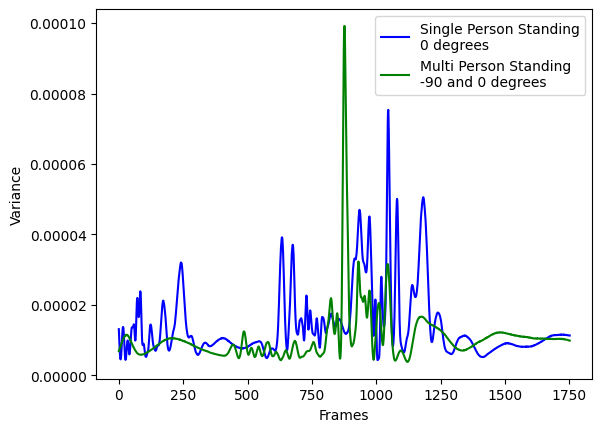 Single Person Standing
0 degrees
Multi Person Standing
-90 and 0 degrees
0.00010
0.00008
0.00006
0.00004
0.00002
0.00000
Variance
0 250 500 750 1000 1250 1500 1750
Frames